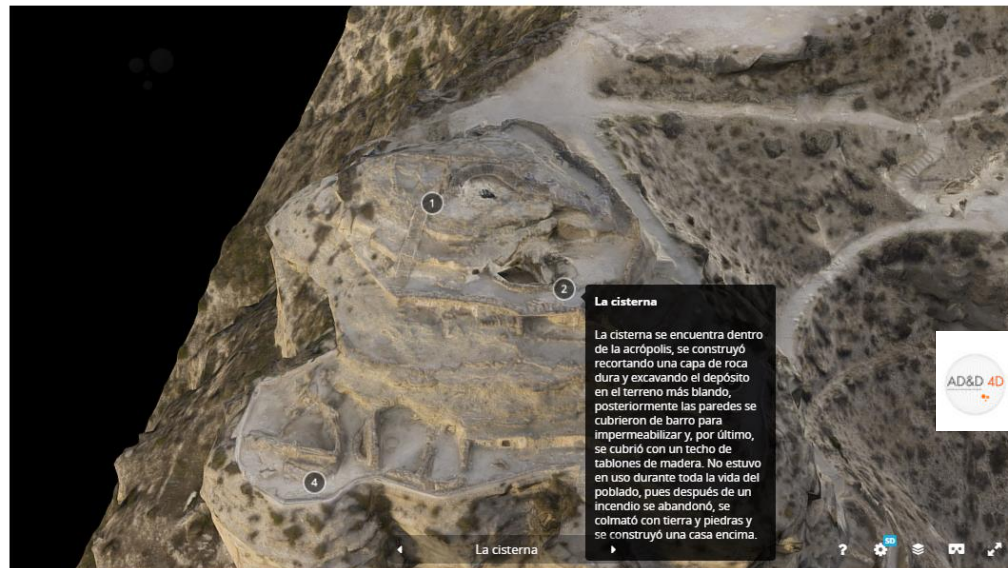 1
2
La cisterna
La cisterna se encuentra dentro
de la acrópolis, se construyó
recortando una capa de roca
dura y excavando el depósito
en el terreno más blando,
posteriormente las paredes se
cubrieron de barro para
impermeabilizar y, por último,
se cubrió con un techo de
tablones de madera. No estuvo
en uso durante toda la vida del
poblado, pues después de un
incendio se abandonó, se
colmató con tierra y piedras y
se construyó una casa encima.
AD&D 4D
4
La cisterna
?
SD